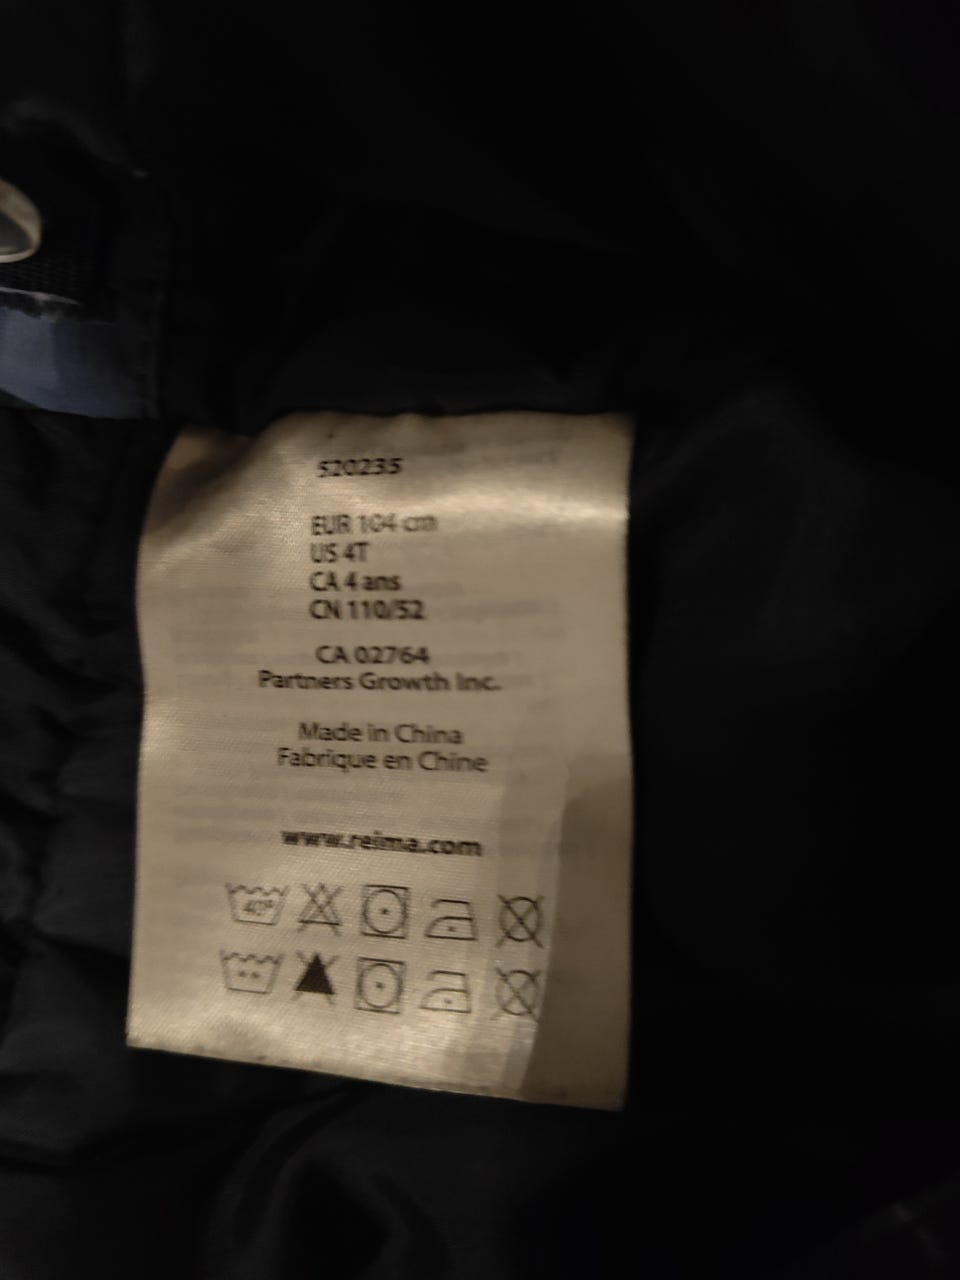 520235
EUR 104 cm
US 4T
CA 4 ans
CN 110/52
CA 02764
Partners Growth Inc.
Made in China
Fabrique en Chine
www.reima.com
40°